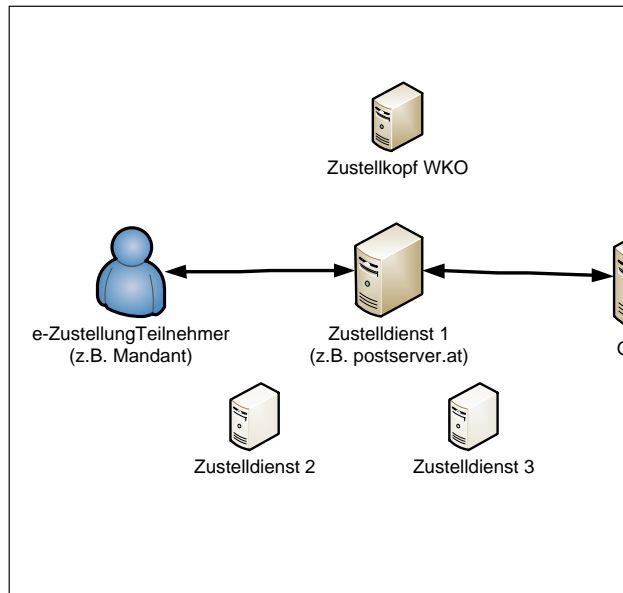 Zustellkopf WKO
e-ZustellungTeilnehmer
(z.B. Mandant)
Zustelldienst 1
(z.B. postserver.at)
Zustelldienst 2
Zustelldienst 3